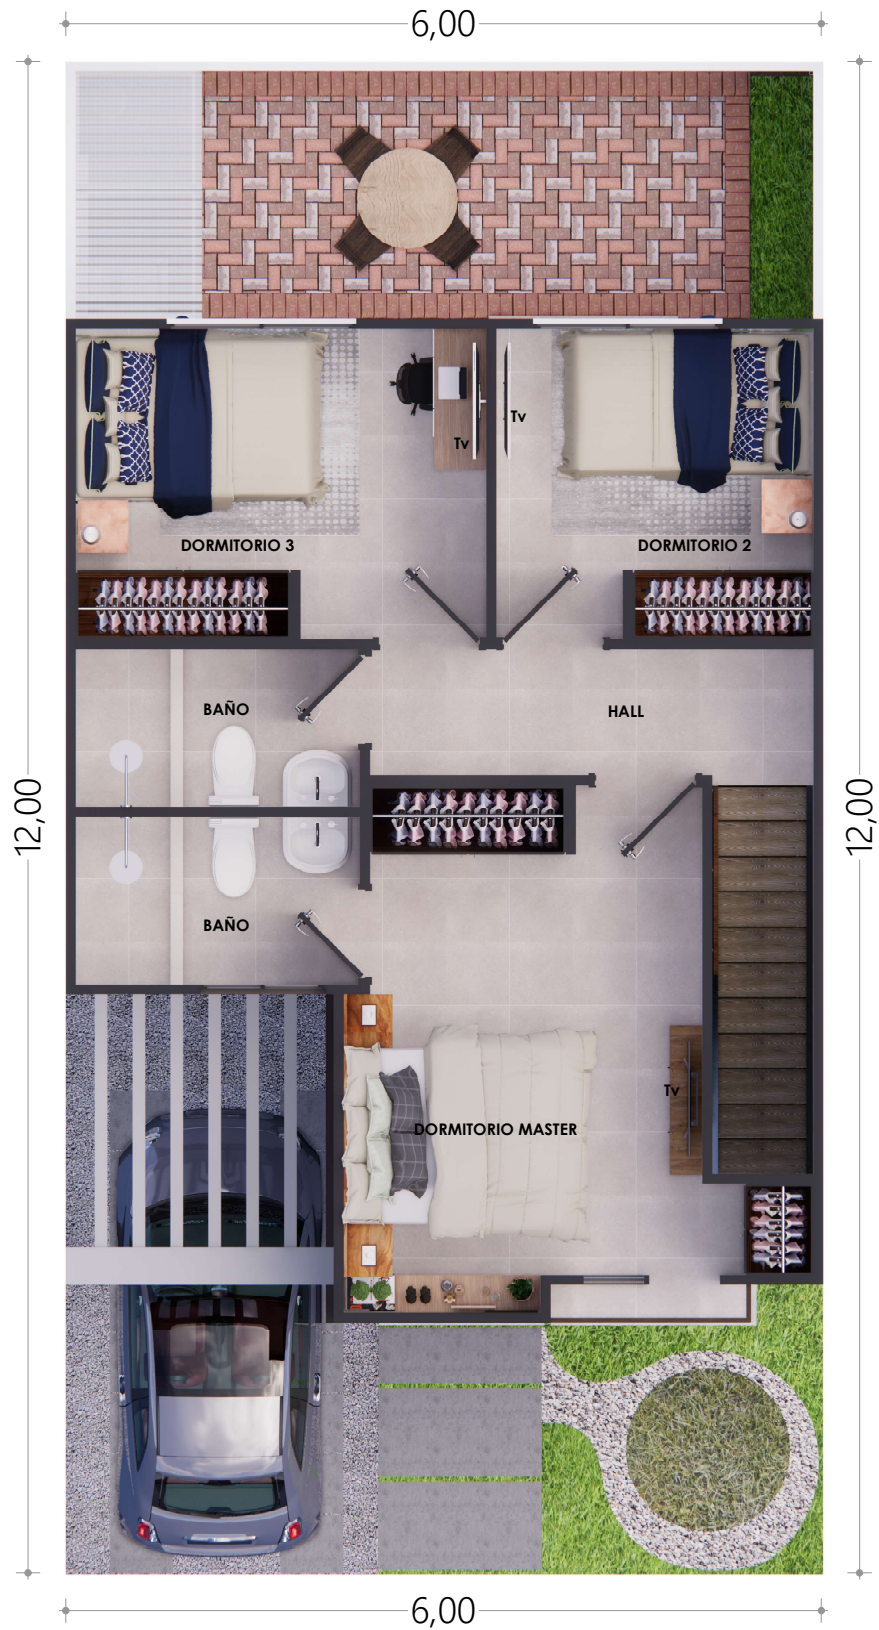 6,00
Tv
Tv
DORMITORIO 3
DORMITORIO 2
BAÑO
HALL
12,00
12,00
BAÑO
Tv
DORMITORIO MASTER
6,00